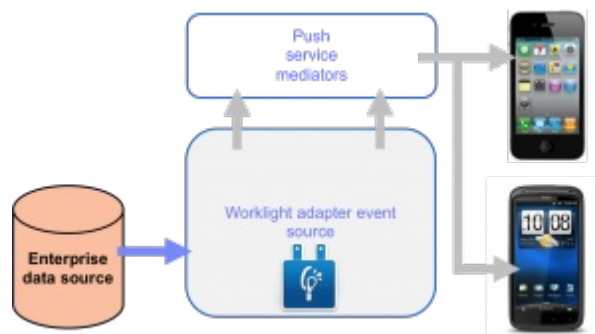 Push
service
mediators
Worklight adapter event
source
Enterprise
data source
10 08